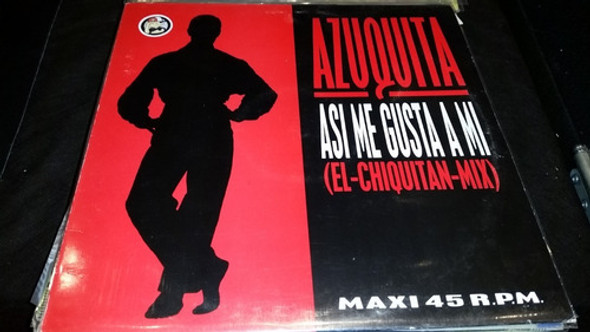 AZUQUITA
ASI ME GUSTA A MI
(EL-CHIQUITAN-MIX)
MAXI 45 R.P.M.